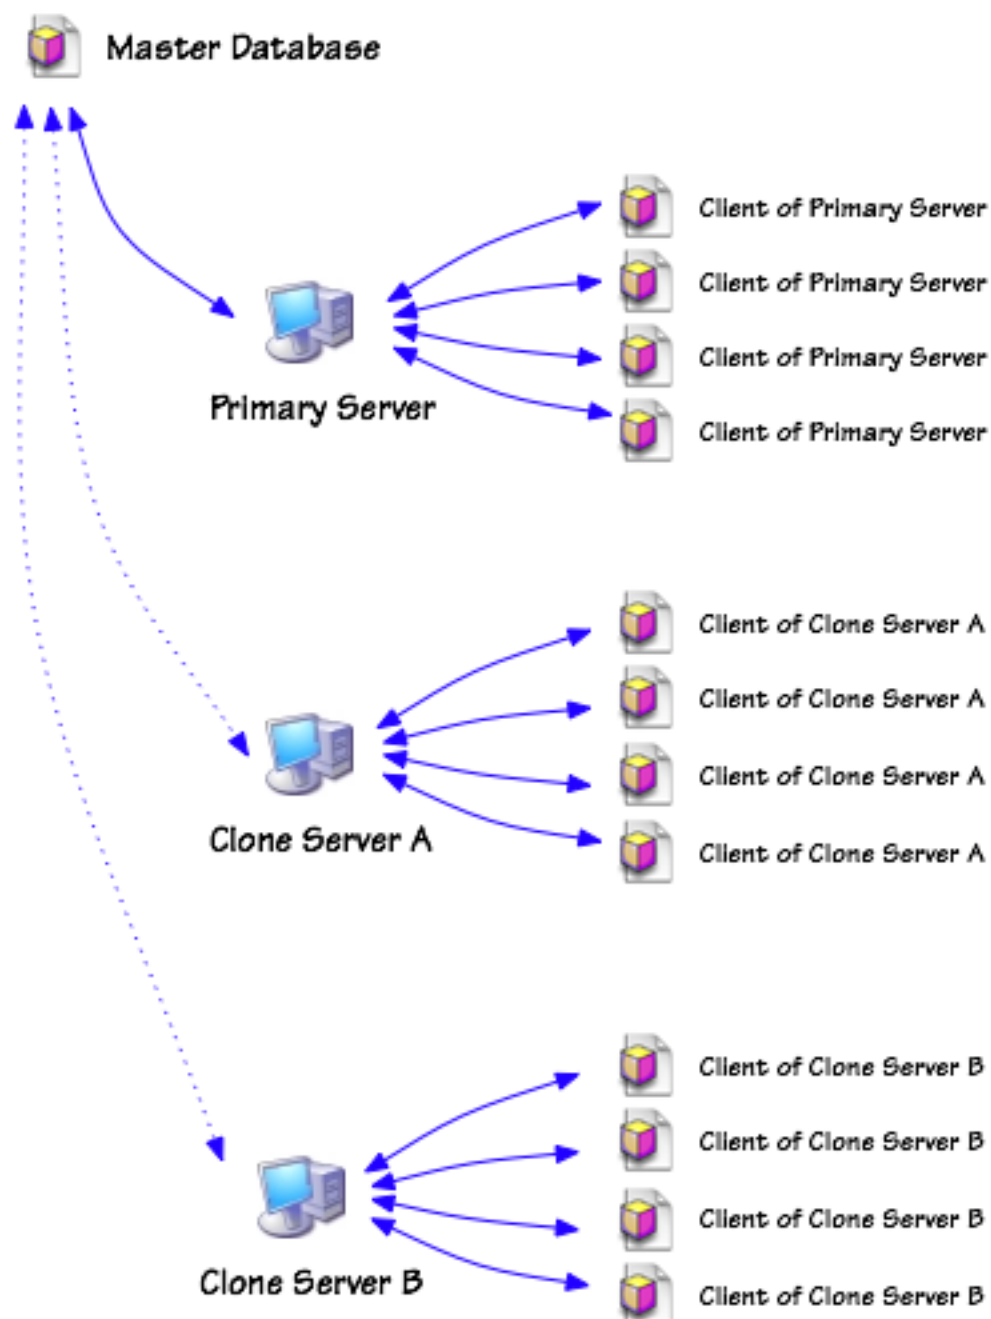 Master Database
Client of Primary Server
Client of Primary Server
Client of Primary Server
Primary Server
Client of Primary Server
Client of Clone Server A
Client of Clone Server A
Client of Clone Server A
Clone Server A
Client of Clone Server A
Client of Clone Server B
Client of Clone Server B
Client of Clone Server B
Clone Server B
Client of Clone Server B